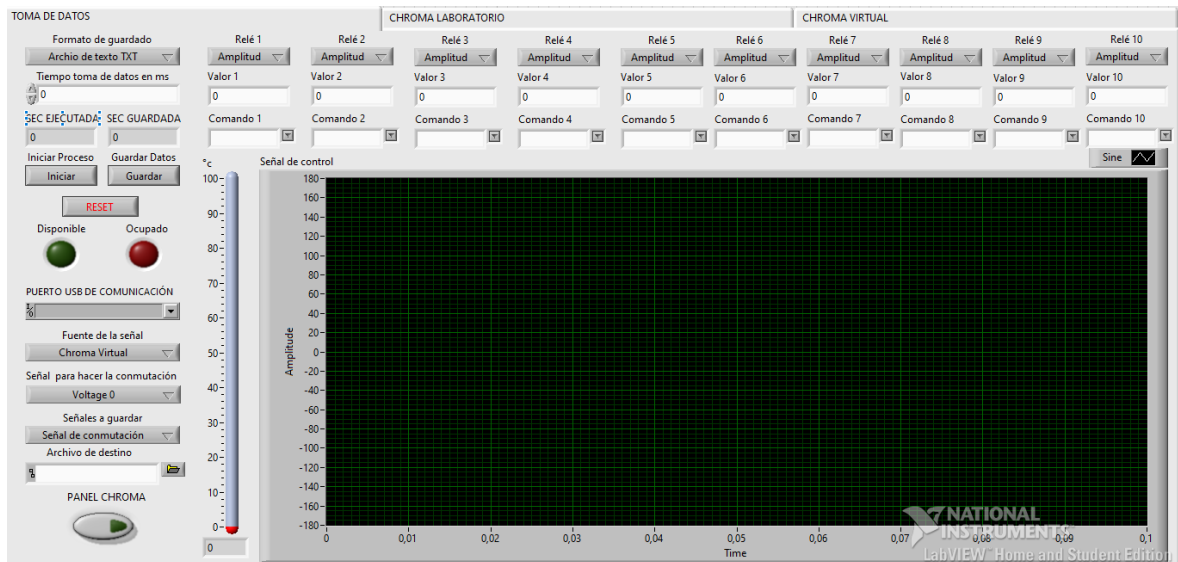 TOMA DE DATOS
CHROMA LABORATORIO
CHROMA VIRTUAL
Formato de guardado
Archio de texto TXT
Tiempo toma de datos en ms
0
SEC EJECUTADA SEC GUARDADA
0 0
Iniciar Proceso Guardar Datos
Iniciar Guardar
RESET
Disponible Ocupado
PUERTO USB DE COMUNICACIÓN
Fuente de la señal
Chroma Virtual
Señal para hacer la conmutación
Voltage 0
Señales a guardar
Señal de conmutación
Archivo de destino
PANEL CHROMA
Relé 1 Relé 2 Relé 3 Relé 4 Relé 5 Relé 6 Relé 7 Relé 8 Relé 9 Relé 10
Amplitud Amplitud Amplitud Amplitud Amplitud Amplitud Amplitud Amplitud Amplitud Amplitud
Valor 1 Valor 2 Valor 3 Valor 4 Valor 5 Valor 6 Valor 7 Valor 8 Valor 9 Valor 10
0 0 0 0 0 0 0 0 0 0
Comando 1 Comando 2 Comando 3 Comando 4 Comando 5 Comando 6 Comando 7 Comando 8 Comando 9 Comando 10
°c
100
90
80
70
60
50
40
30
20
10
0
0
Señal de control
Sine
180
160
140
120
100
80
60
40
20
0
-20
-40
-60
-80
-100
-120
-140
-160
-180
Amplitude
0 0,01 0,02 0,03 0,04 0,05 0,06 0,07 0,08 0,09 0,1
Time
NATIONAL
INSTRUMENTS
LabVIEW™ Home and Student Edition